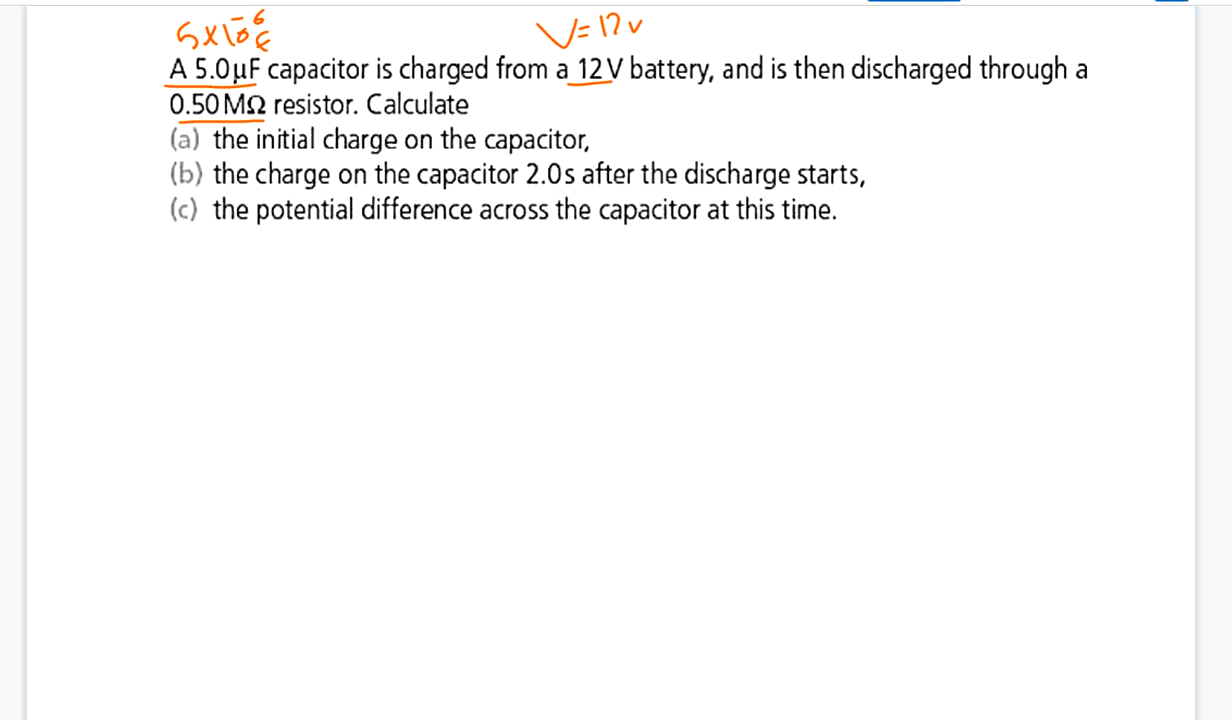 5×10⁻⁶F V=12v
A 5.0µF capacitor is charged from a 12V battery, and is then discharged through a
0.50MΩ resistor. Calculate
(a) the initial charge on the capacitor,
(b) the charge on the capacitor 2.0s after the discharge starts,
(c) the potential difference across the capacitor at this time.